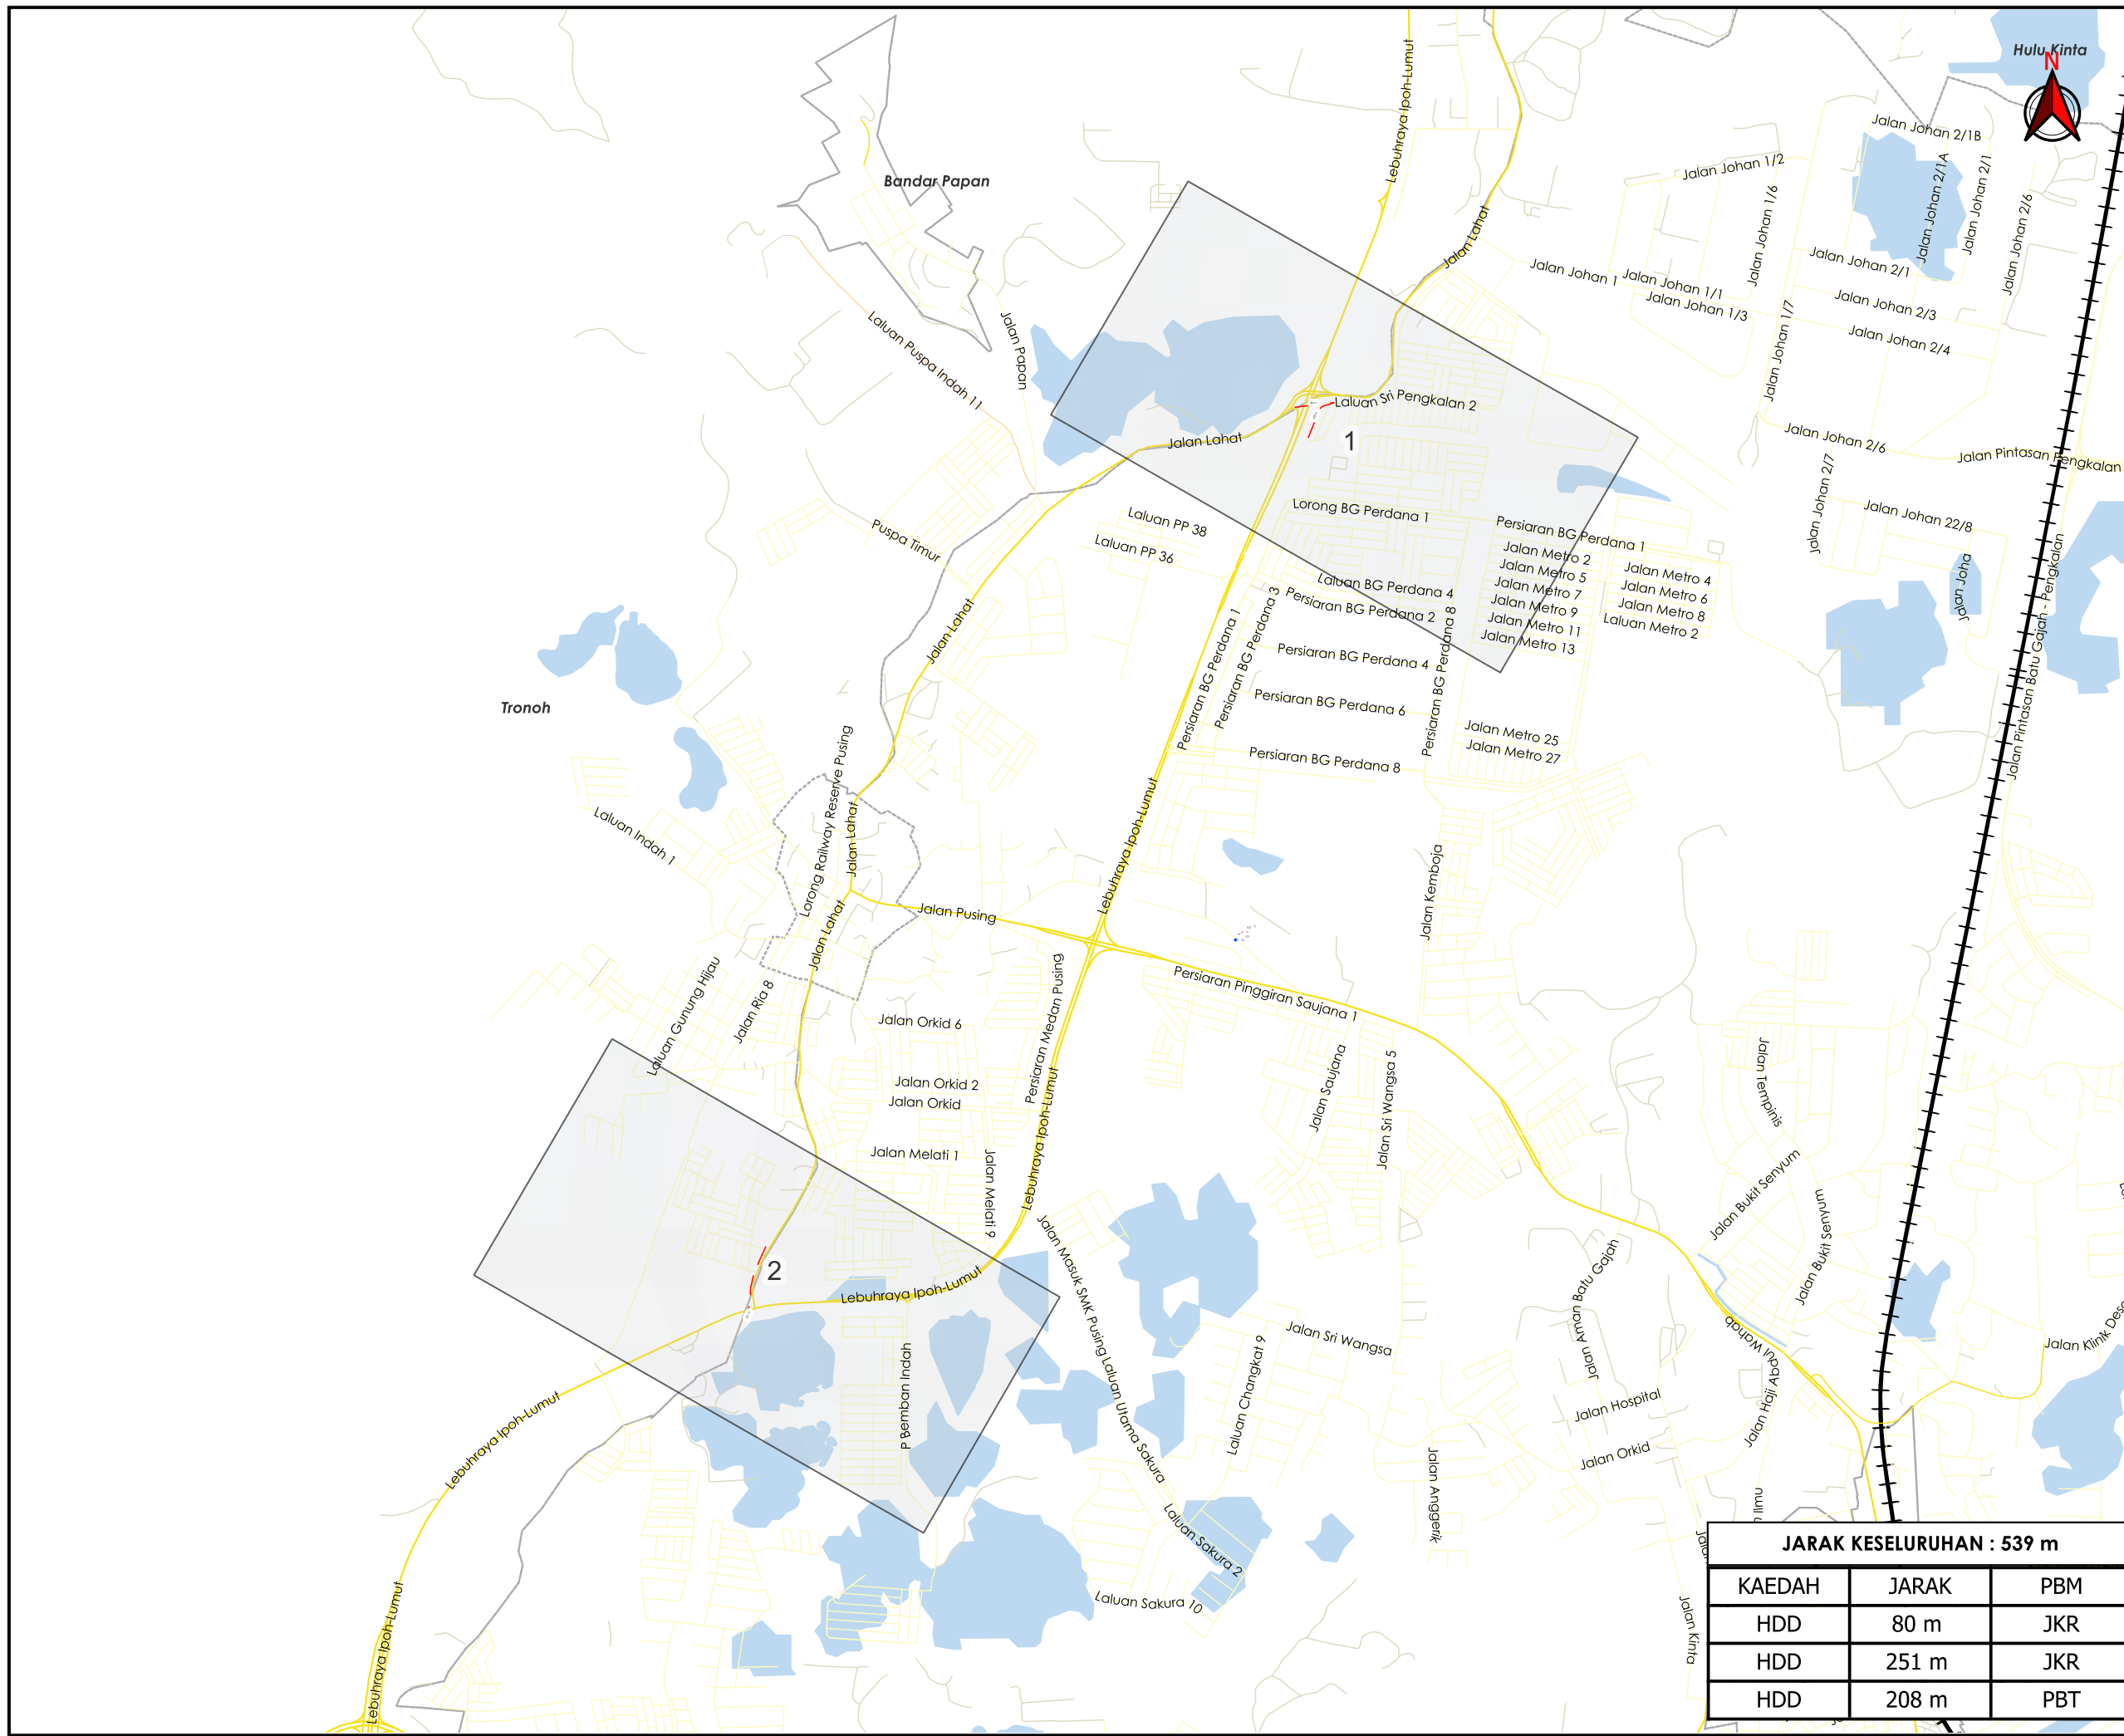 Hulu Kinta
N
Lebuhraya Ipoh-Lumut
Jalan Johan 2/1B
Jalan Johan 1/2
Jalan Johan 2/1A
Jalan Johan 2/1
Bandar Papan
Jalan Johan 1/6
Jalan Johan 2/6
Jalan Lahat
Jalan Johan 1
Jalan Johan 1/1
Jalan Johan 2/1
Jalan Johan 1/3
Jalan Johan 2/3
Jalan Johan 1/7
Jalan Johan 2/4
Laluan Puspa Indah 11
Jalan Papan
Laluan Sri Pengkalan 2
1
Jalan Lahat
Jalan Johan 2/6
Jalan Pintasan Pengkalan
Jalan Johan 2/7
Laluan PP 38
Lorong BG Perdana 1
Persiaran BG Perdana 1
Jalan Johan 22/8
Puspa Timur
Laluan PP 36
Jalan Metro 2
Jalan Metro 5
Jalan Metro 4
Laluan BG Perdana 4
Jalan Metro 7
Jalan Metro 6
Jalan Joha
Persiaran BG Perdana 2
Jalan Metro 9
Jalan Metro 8
Jalan Metro 11
Laluan Metro 2
Jalan Metro 13
Jalan Lahat
Persiaran BG Perdana 1
Persiaran BG Perdana 3
Persiaran BG Perdana 4
Persiaran BG Perdana 8
Jalan Pintasan Batu Gajah - Pengkalan
Tronoh
Persiaran BG Perdana 6
Jalan Metro 25
Jalan Metro 27
Persiaran BG Perdana 8
Lorong Railway Reserve Pusing
Jalan Lahat
Laluan Indah 1
Lebuhraya Ipoh-Lumut
Jalan Kemboja
Jalan Pusing
Jalan Lahat
Laluan Gunung Hijau
Jalan Ria 8
Persiaran Medan Pusing
Persiaran Pinggiran Saujana 1
Jalan Orkid 6
Jalan Orkid 2
Jalan Orkid
Jalan Saujana
Jalan Sri Wangsa 5
Jalan Tempinis
Lebuhraya Ipoh-Lumut
Jalan Melati 1
Jalan Melati 9
Jalan Bukit Senyum
Jalan Bukit Senyum
2
Lebuhraya Ipoh-Lumut
Jalan Masuk SMK Pusing Laluan Utama Sakura
Jalan Aman Batu Gajah
Jalan Sri Wangsa
Laluan Changkat 9
Jalan Haji Abdul Wahab
Jalan Klinik Desa
P Bemban Indah
Lebuhraya Ipoh-Lumut
Jalan Hospital
Jalan Orkid
Jalan Anggerik
Laluan Sakura 2
Laluan Sakura 10
Jalan Kinta
Lebuhraya Ipoh-Lumut
JARAK KESELURUHAN : 539 m
KAEDAH JARAK PBM
HDD 80 m JKR
HDD 251 m JKR
HDD 208 m PBT